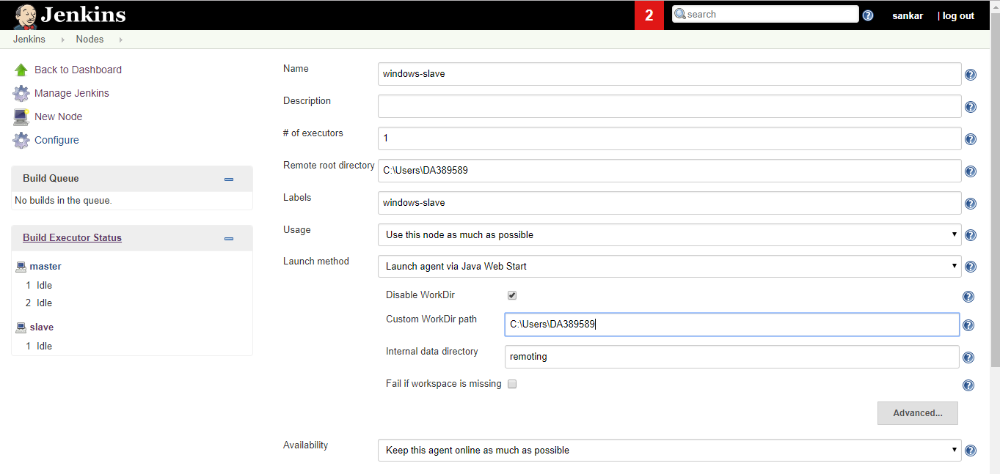 Jenkins
2
search
sankar
| log out
Jenkins
Nodes
Back to Dashboard
Manage Jenkins
New Node
Configure
Build Queue
No builds in the queue.
Build Executor Status
master
1 Idle
2 Idle
slave
1 Idle
Name
windows-slave
Description
# of executors
1
Remote root directory
C:\Users\DA389589
Labels
windows-slave
Usage
Use this node as much as possible
Launch method
Launch agent via Java Web Start
Disable WorkDir
Custom WorkDir path
C:\Users\DA389589
Internal data directory
remoting
Fail if workspace is missing
Advanced...
Availability
Keep this agent online as much as possible